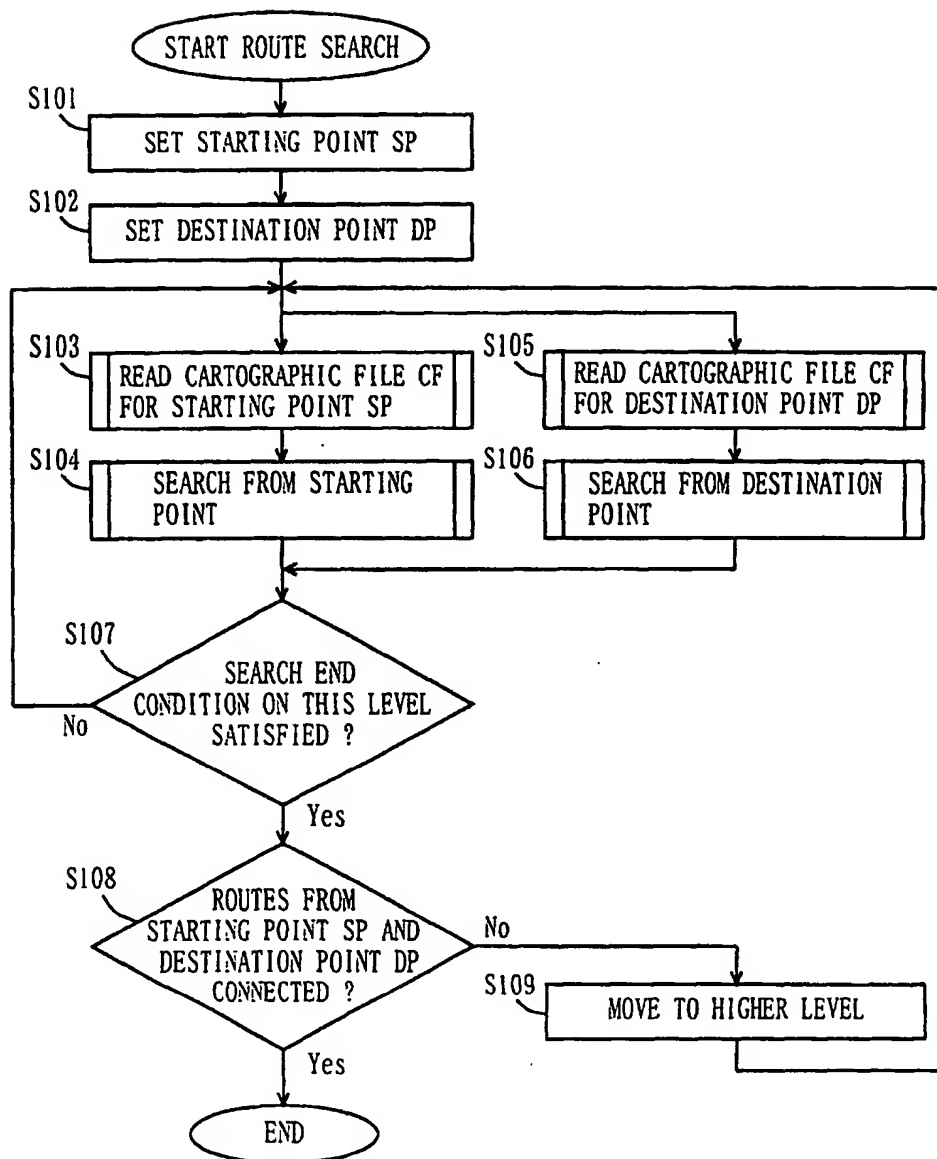 START ROUTE SEARCH
S101
SET STARTING POINT SP
S102
SET DESTINATION POINT DP
S103
READ CARTOGRAPHIC FILE CF
FOR STARTING POINT SP
S105
READ CARTOGRAPHIC FILE CF
FOR DESTINATION POINT DP
S104
SEARCH FROM STARTING
POINT
S106
SEARCH FROM DESTINATION
POINT
S107
SEARCH END
CONDITION ON THIS LEVEL
SATISFIED ?
No
Yes
S108
ROUTES FROM
STARTING POINT SP AND
DESTINATION POINT DP
CONNECTED ?
No
S109
MOVE TO HIGHER LEVEL
Yes
END